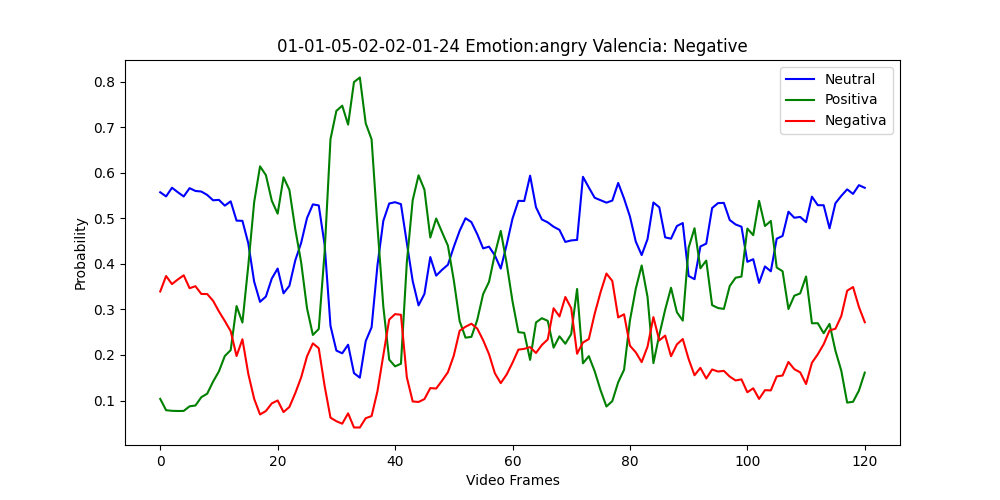 01-01-05-02-02-01-24 Emotion:angry Valencia: Negative
Neutral
Positiva
Negativa
Probability
0.8
0.7
0.6
0.5
0.4
0.3
0.2
0.1
0 20 40 60 80 100 120
Video Frames